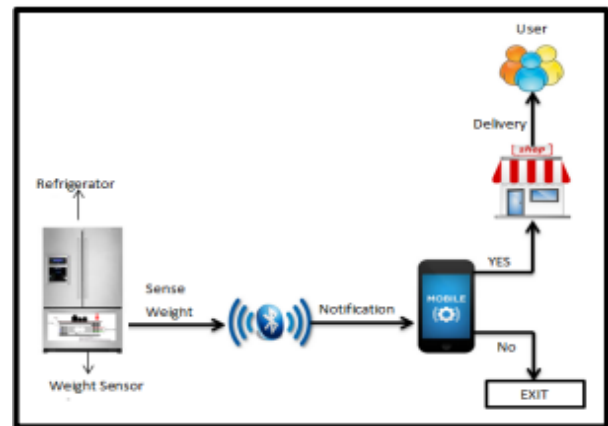 User
Delivery
shop
Refrigerator
YES
Sense
Weight
Notification
MOBILE
No
Weight Sensor
EXIT